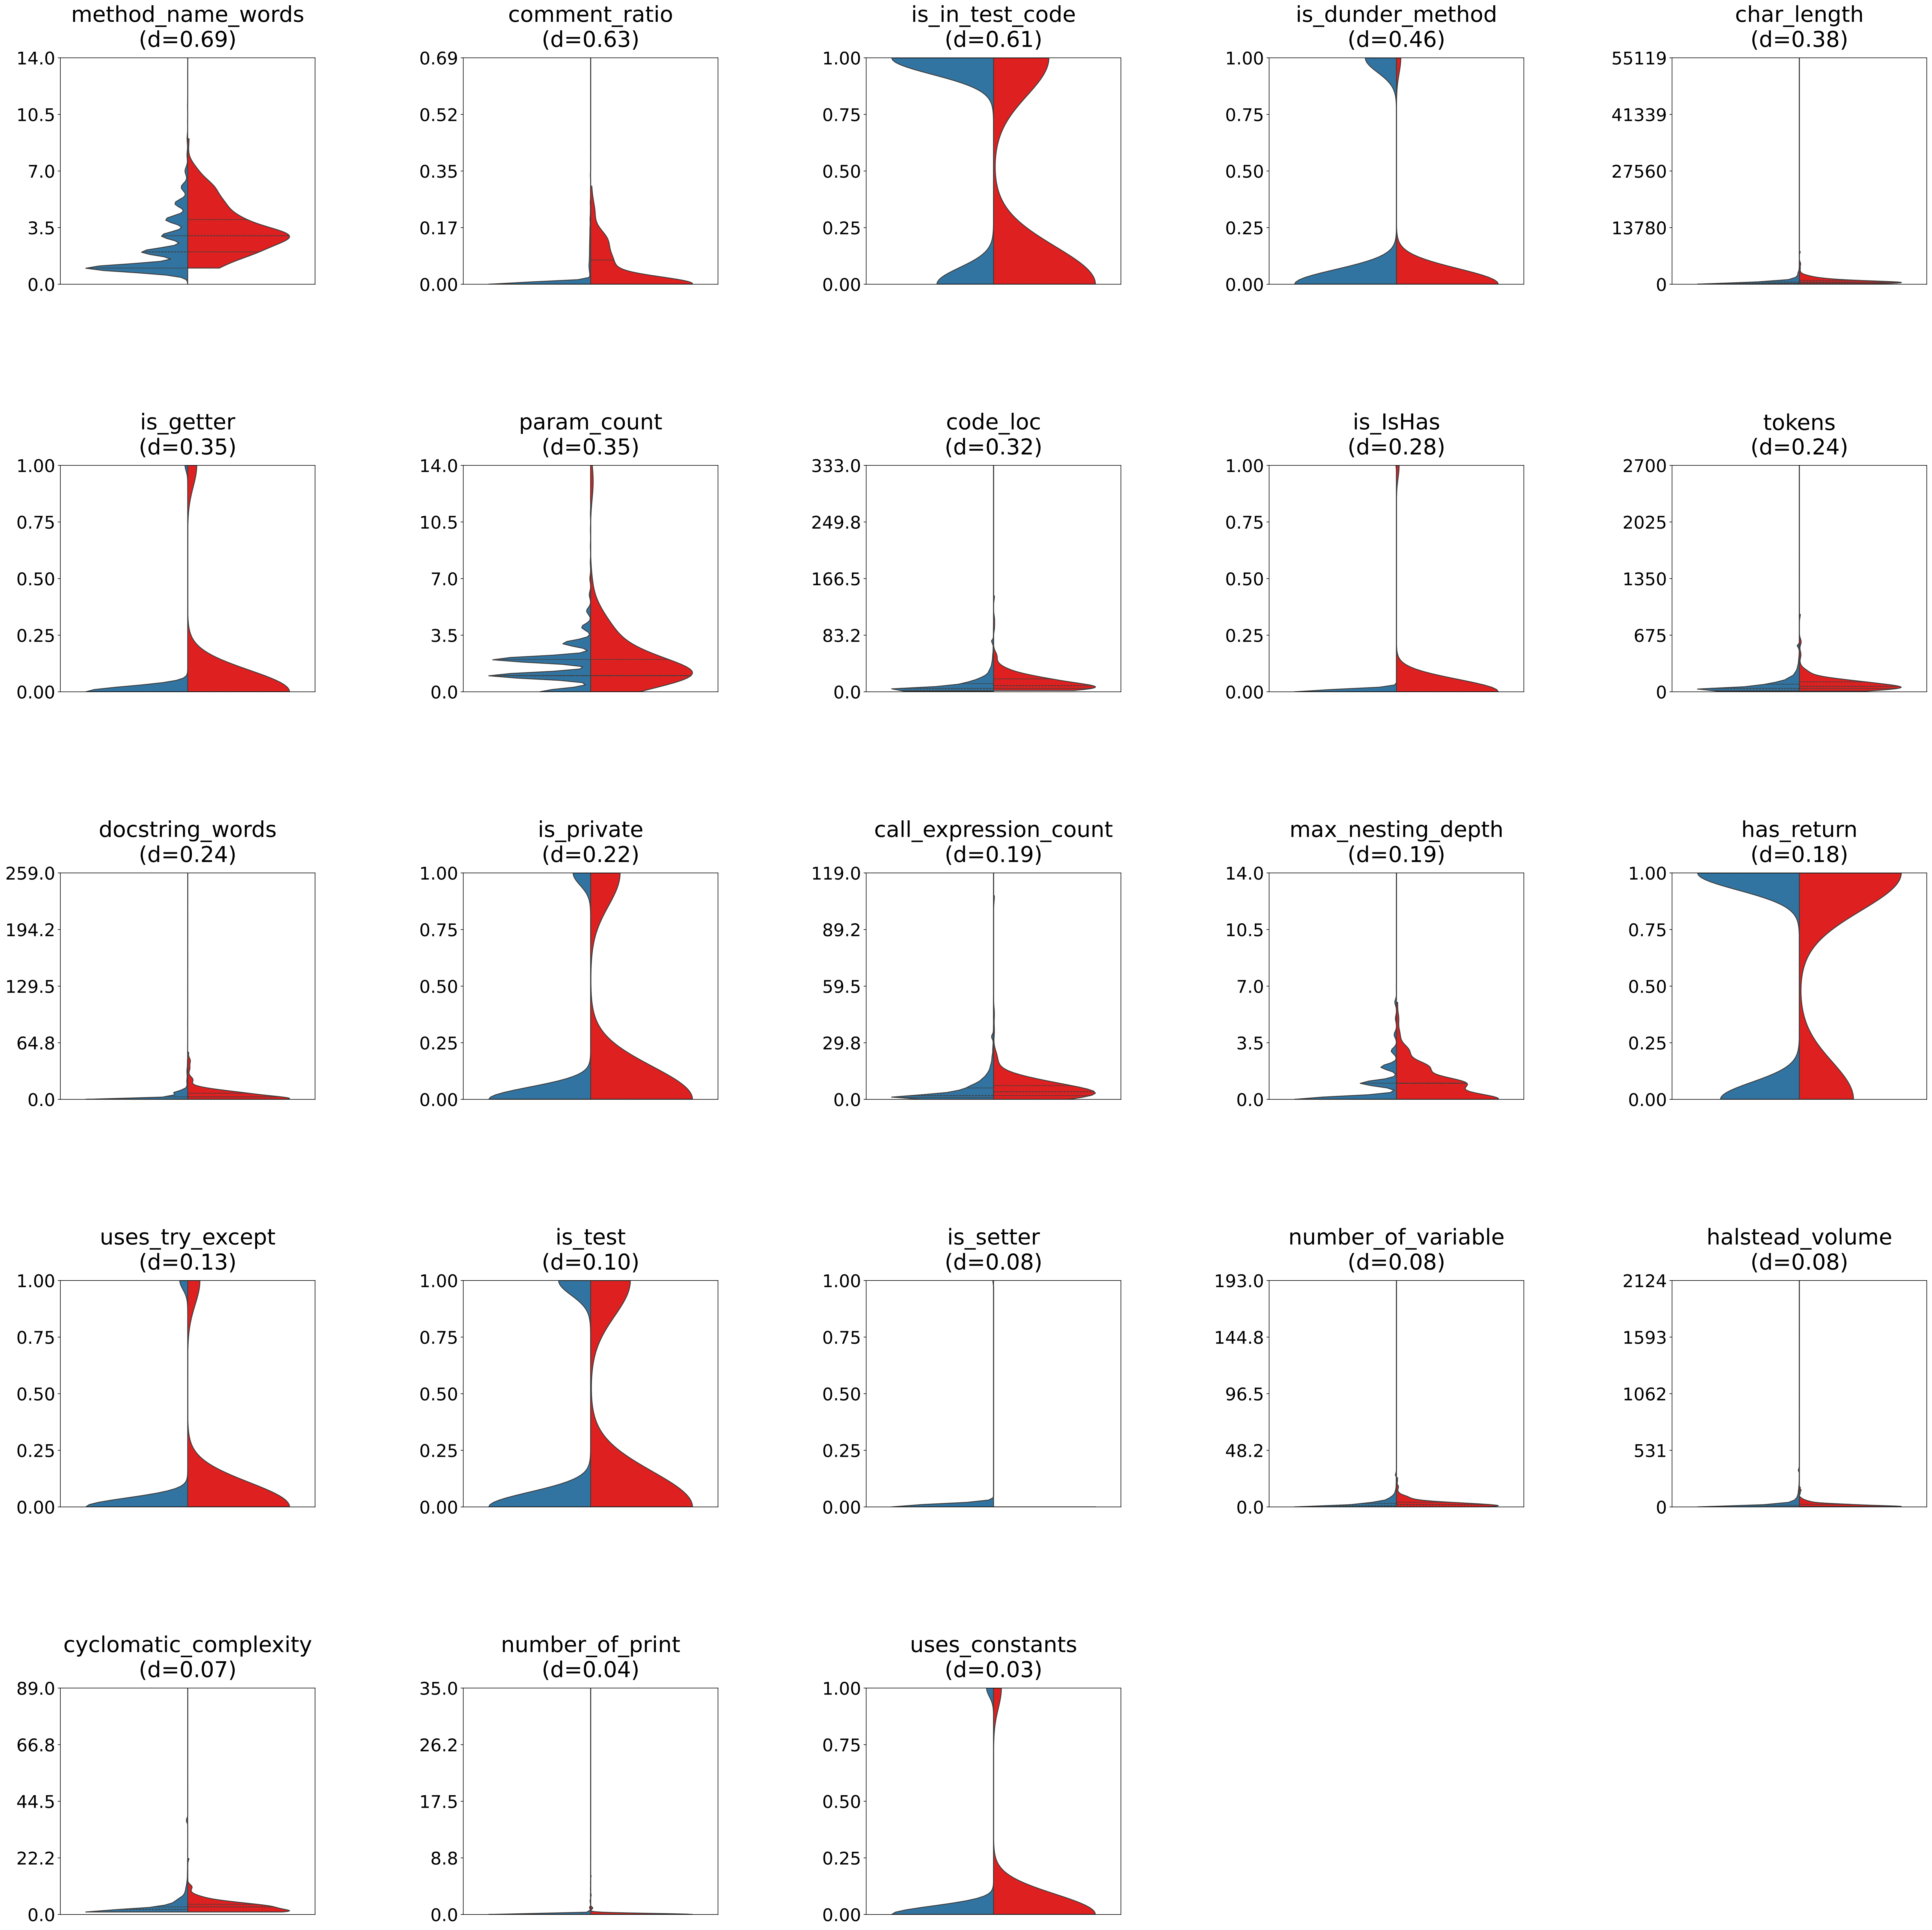 method_name_words
(d=0.69)
14.0
10.5
7.0
3.5
0.0
comment_ratio
(d=0.63)
0.69
0.52
0.35
0.17
0.00
is_in_test_code
(d=0.61)
1.00
0.75
0.50
0.25
0.00
is_dunder_method
(d=0.46)
1.00
0.75
0.50
0.25
0.00
char_length
(d=0.38)
55119
41339
27560
13780
0
is_getter
(d=0.35)
1.00
0.75
0.50
0.25
0.00
param_count
(d=0.35)
14.0
10.5
7.0
3.5
0.0
code_loc
(d=0.32)
333.0
249.8
166.5
83.2
0.0
is_IsHas
(d=0.28)
1.00
0.75
0.50
0.25
0.00
tokens
(d=0.24)
2700
2025
1350
675
0
docstring_words
(d=0.24)
259.0
194.2
129.5
64.8
0.0
is_private
(d=0.22)
1.00
0.75
0.50
0.25
0.00
call_expression_count
(d=0.19)
119.0
89.2
59.5
29.8
0.0
max_nesting_depth
(d=0.19)
14.0
10.5
7.0
3.5
0.0
has_return
(d=0.18)
1.00
0.75
0.50
0.25
0.00
uses_try_except
(d=0.13)
1.00
0.75
0.50
0.25
0.00
is_test
(d=0.10)
1.00
0.75
0.50
0.25
0.00
is_setter
(d=0.08)
1.00
0.75
0.50
0.25
0.00
number_of_variable
(d=0.08)
193.0
144.8
96.5
48.2
0.0
halstead_volume
(d=0.08)
2124
1593
1062
531
0
cyclomatic_complexity
(d=0.07)
89.0
66.8
44.5
22.2
0.0
number_of_print
(d=0.04)
35.0
26.2
17.5
8.8
0.0
uses_constants
(d=0.03)
1.00
0.75
0.50
0.25
0.00